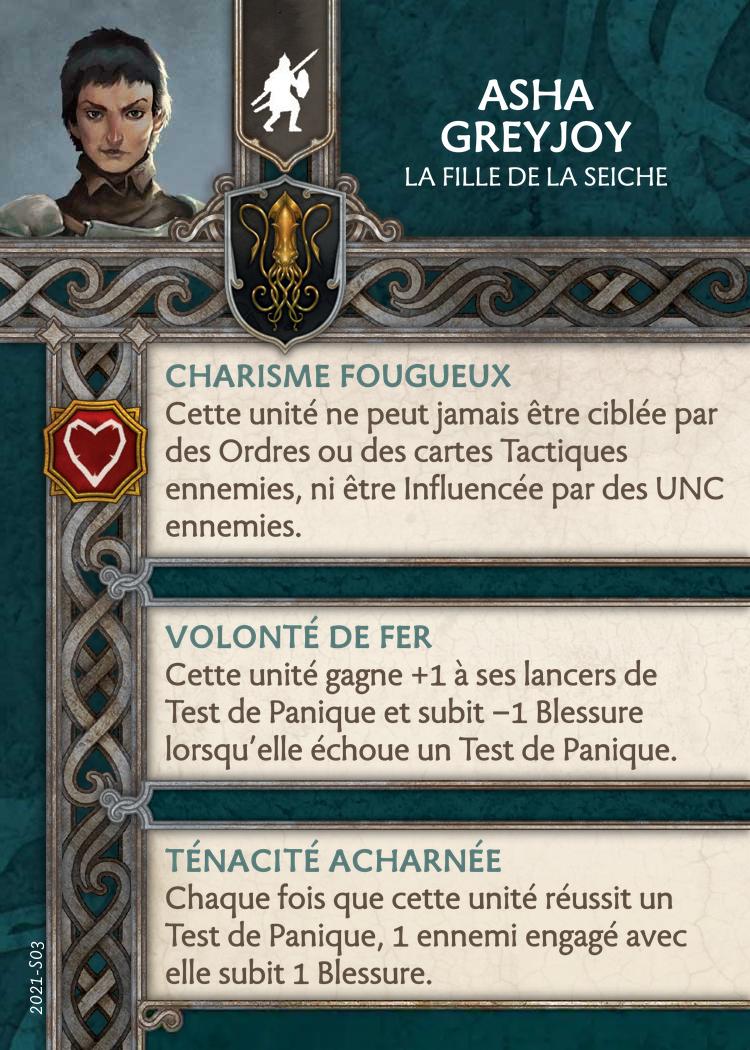 ASHA
GREYJOY
LA FILLE DE LA SEICHE
CHARISME FOUGUEUX
Cette unité ne peut jamais être ciblée par
des Ordres ou des cartes Tactiques
ennemies, ni être Influencée par des UNC
ennemies.
VOLONTÉ DE FER
Cette unité gagne +1 à ses lancers de
Test de Panique et subit –1 Blessure
lorsqu'elle échoue un Test de Panique.
TÉNACITÉ ACHARNÉE
Chaque fois que cette unité réussit un
Test de Panique, 1 ennemi engagé avec
elle subit 1 Blessure.
2021-S03